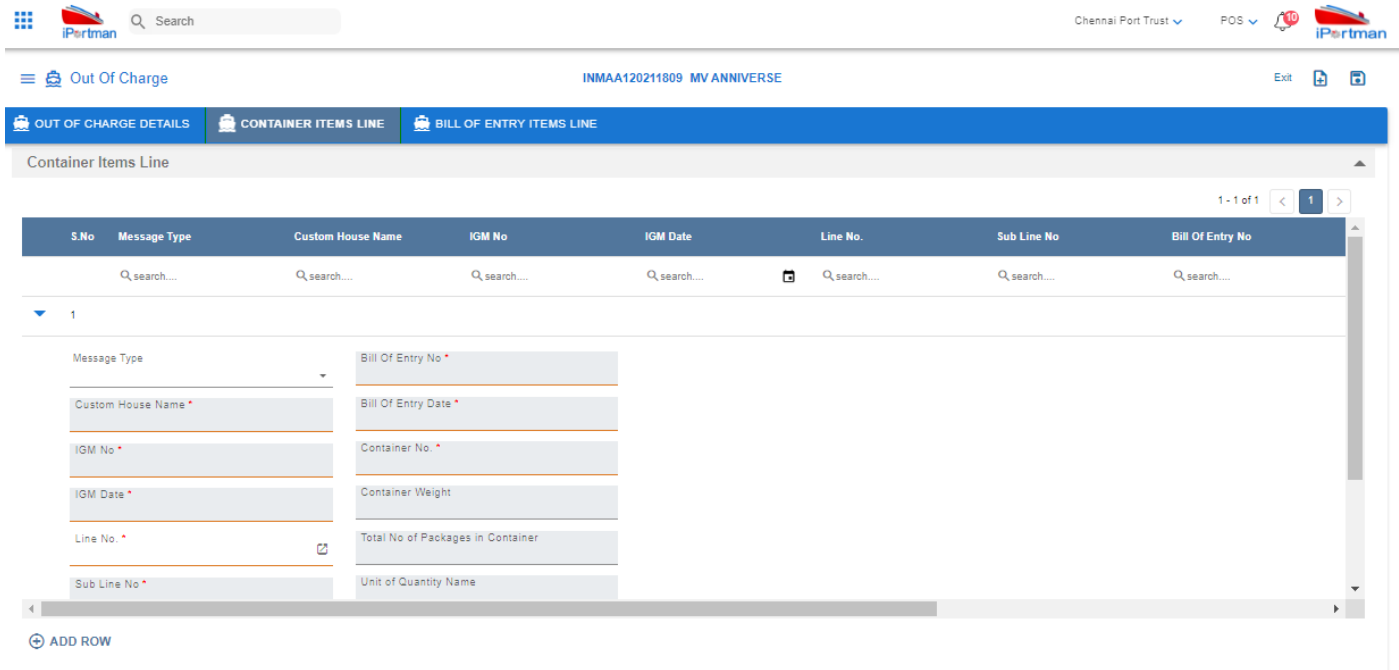 iPortman Search Chennai Port Trust POS 10 iPortman
Out Of Charge INMAA120211809 MV ANNIVERSE Exit
OUT OF CHARGE DETAILS CONTAINER ITEMS LINE BILL OF ENTRY ITEMS LINE
Container Items Line
1 - 1 of 1 < 1 >
S.No Message Type Custom House Name IGM No IGM Date Line No. Sub Line No Bill Of Entry No
search.... search.... search.... search.... search.... search.... search....
1
Message Type Bill Of Entry No *
Custom House Name * Bill Of Entry Date *
IGM No * Container No. *
IGM Date * Container Weight
Line No. * Total No of Packages in Container
Sub Line No * Unit of Quantity Name
ADD ROW